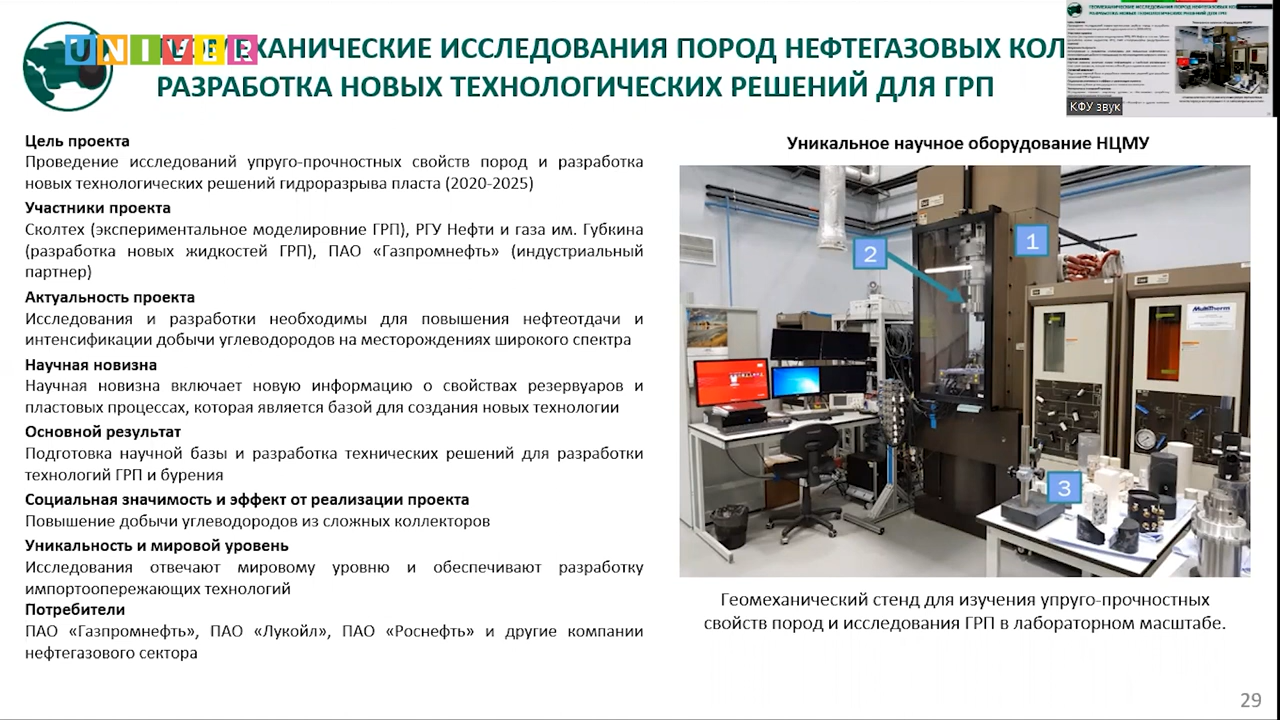 UNIVER
ГЕОМЕХАНИЧЕСКИЕ ИССЛЕДОВАНИЯ ПОРОД НЕФТЕГАЗОВЫХ КОЛ
РАЗРАБОТКА НОВЫХ ТЕХНОЛОГИЧЕСКИХ РЕШЕНИЙ ДЛЯ ГРП
КФУ звук
Цель проекта
Проведение исследований упруго-прочностных свойств пород и разработка
новых технологических решений гидроразрыва пласта (2020-2025)
Участники проекта
Сколтех (экспериментальное моделировние ГРП), РГУ Нефти и газа им. Губкина
(разработка новых жидкостей ГРП), ПАО «Газпромнефть» (индустриальный
партнер)
Актуальность проекта
Исследования и разработки необходимы для повышения нефтеотдачи и
интенсификации добычи углеводородов на месторождениях широкого спектра
Научная новизна
Научная новизна включает новую информацию о свойствах резервуаров и
пластовых процессах, которая является базой для создания новых технологии
Основной результат
Подготовка научной базы и разработка технических решений для разработки
технологий ГРП и бурения
Социальная значимость и эффект от реализации проекта
Повышение добычи углеводородов из сложных коллекторов
Уникальность и мировой уровень
Исследования отвечают мировому уровню и обеспечивают разработку
импортоопережающих технологий
Потребители
ПАО «Газпромнефть», ПАО «Лукойл», ПАО «Роснефть» и другие компании
нефтегазового сектора
Уникальное научное оборудование НЦМУ
1
2
MultiTherm
3
Геомеханический стенд для изучения упруго-прочностных
свойств пород и исследования ГРП в лабораторном масштабе.
29